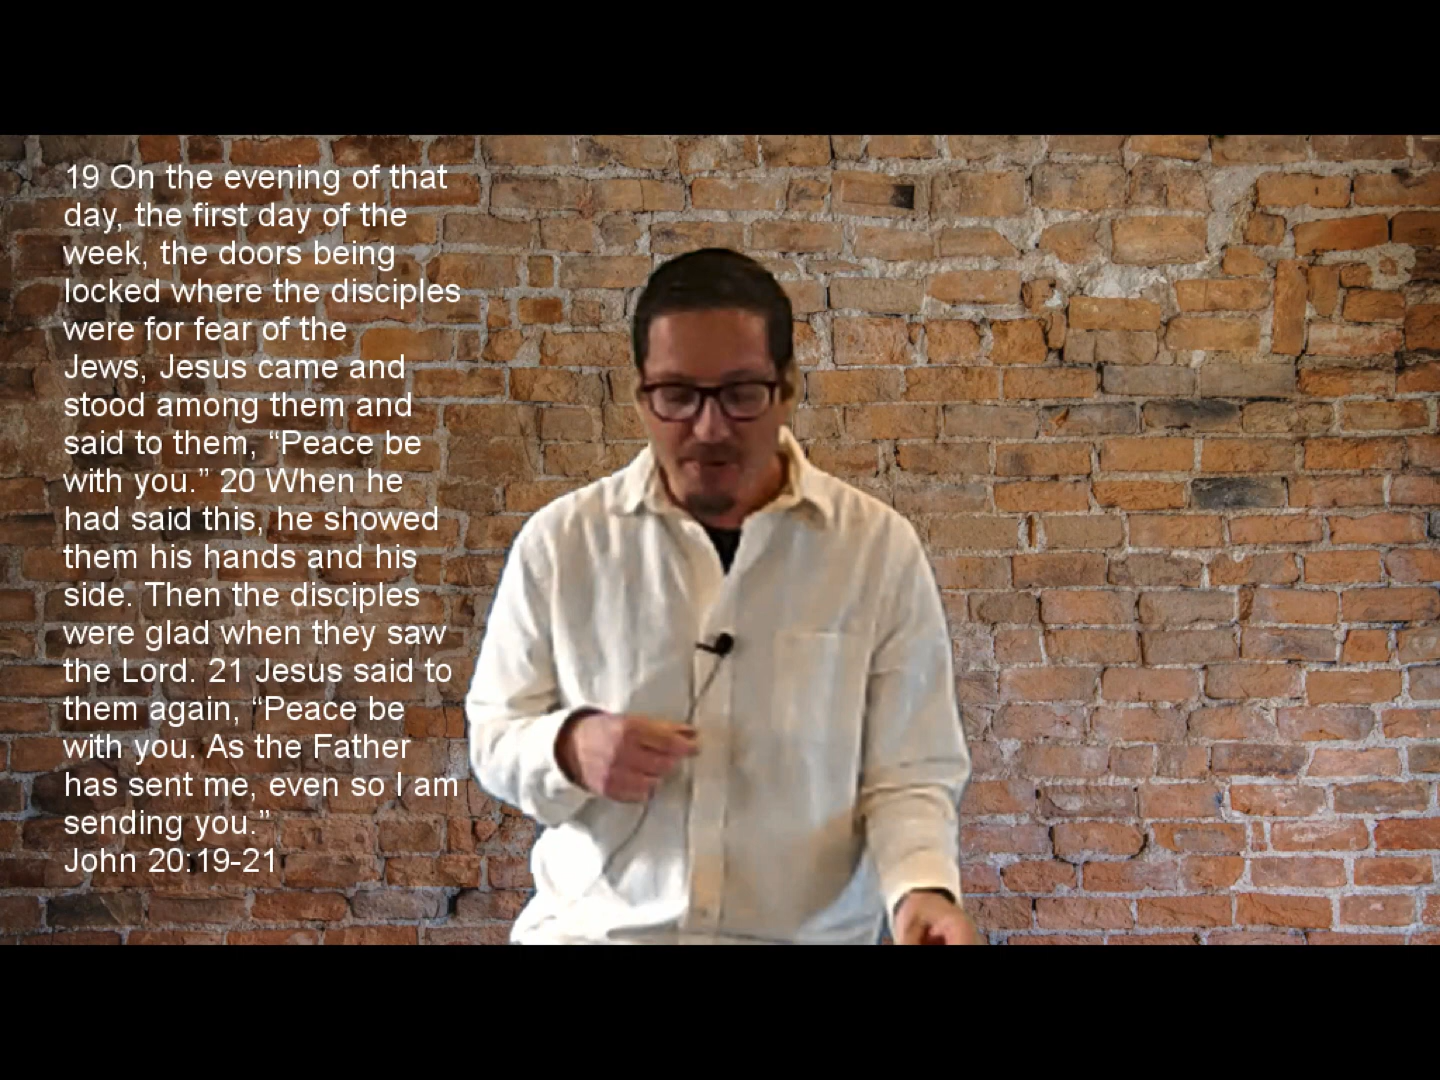 19 On the evening of that
day, the first day of the
week, the doors being
locked where the disciples
were for fear of the
Jews, Jesus came and
stood among them and
said to them, “Peace be
with you.” 20 When he
had said this, he showed
them his hands and his
side. Then the disciples
were glad when they saw
the Lord. 21 Jesus said to
them again, “Peace be
with you. As the Father
has sent me, even so I am
sending you.”
John 20:19-21